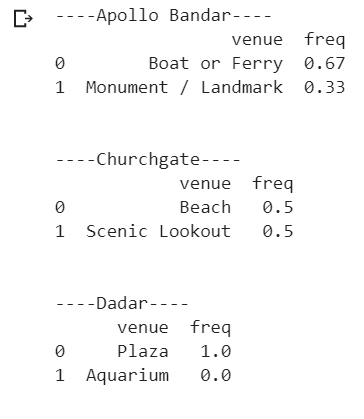 ----Apollo Bandar----
venue freq
0 Boat or Ferry 0.67
1 Monument / Landmark 0.33
----Churchgate----
venue freq
0 Beach 0.5
1 Scenic Lookout 0.5
----Dadar----
venue freq
0 Plaza 1.0
1 Aquarium 0.0